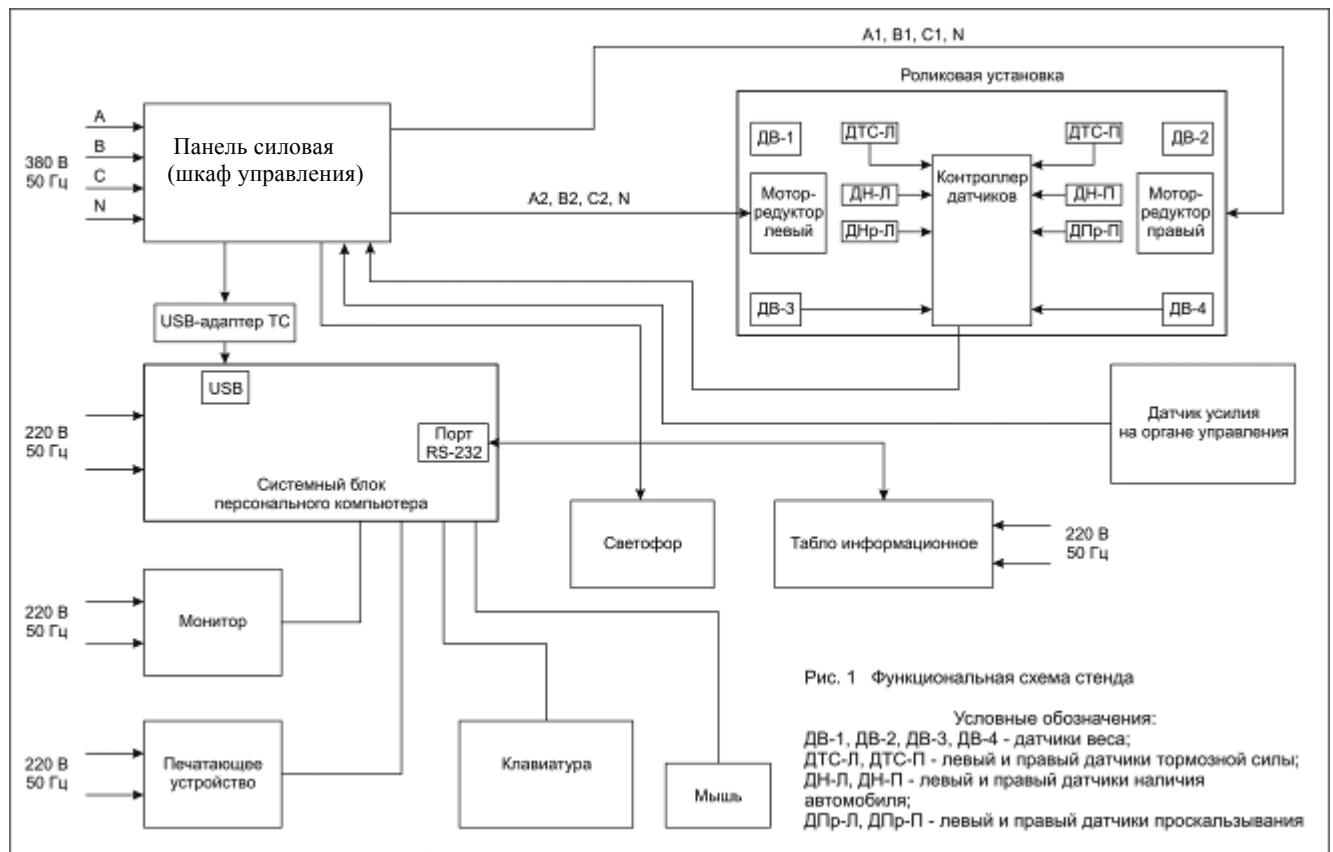 A1, B1, C1, N
Роликовая установка
A
B
C
N
380 В
50 Гц
Панель силовая
(шкаф управления)
A2, B2, C2, N
ДВ-1
ДТС-Л
ДТС-П
ДВ-2
Контроллер
датчиков
Мотор-
редуктор
левый
ДН-Л
ДНр-Л
ДН-П
ДПр-П
Мотор-
редуктор
правый
ДВ-3
ДВ-4
USB-адаптер ТС
USB
220 В
50 Гц
Порт
RS-232
Системный блок
персонального компьютера
Датчик усилия
на органе управления
Светофор
Табло информационное
220 В
50 Гц
220 В
50 Гц
Монитор
220 В
50 Гц
Печатающее
устройство
Клавиатура
Мышь
Рис. 1 Функциональная схема стенда
Условные обозначения:
ДВ-1, ДВ-2, ДВ-3, ДВ-4 - датчики веса;
ДТС-Л, ДТС-П - левый и правый датчики тормозной силы;
ДН-Л, ДН-П - левый и правый датчики наличия
автомобиля;
ДПр-Л, ДПр-П - левый и правый датчики проскальзывания